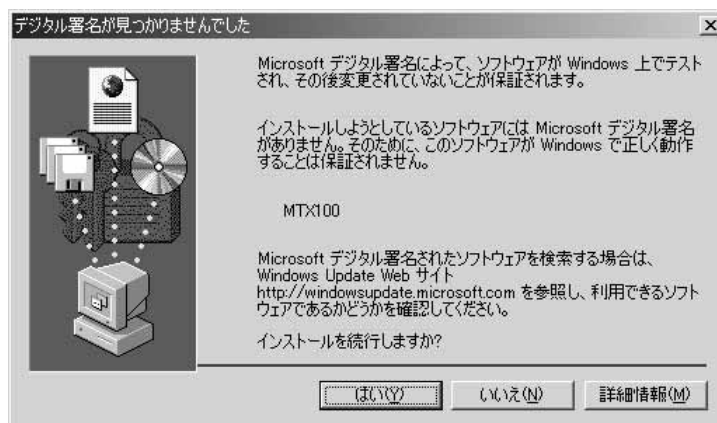 デジタル署名が見つかりませんでした
Microsoft デジタル署名によって、ソフトウェアが Windows 上でテスト
され、その後変更されていないことが保証されます。
インストールしようとしているソフトウェアには Microsoft デジタル署名
がありません。そのために、このソフトウェアが Windows で正しく動作
することは保証されません。
MTX100
Microsoft デジタル署名されたソフトウェアを検索する場合は、
Windows Update Web サイト
http://windowsupdate.microsoft.com を参照し、利用できるソフト
ウェアであるかどうかを確認してください。
インストールを続行しますか?
はい(Y) いいえ(N) 詳細情報(M)